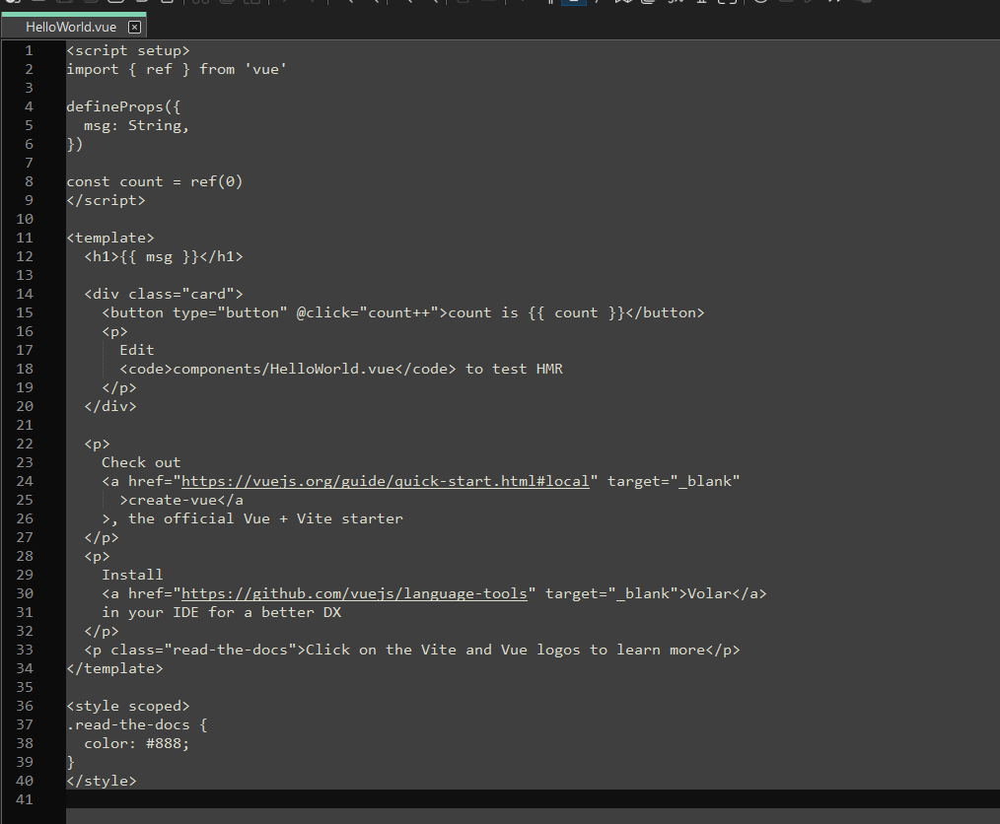 HelloWorld.vue
1 <script setup>
2 import { ref } from 'vue'
3
4 defineProps({
5   msg: String,
6 })
7
8 const count = ref(0)
9 </script>
10
11 <template>
12   <h1>{{ msg }}</h1>
13
14   <div class="card">
15     <button type="button" @click="count++">count is {{ count }}</button>
16     <p>
17       Edit
18       <code>components/HelloWorld.vue</code> to test HMR
19     </p>
20   </div>
21
22   <p>
23     Check out
24     <a href="https://vuejs.org/guide/quick-start.html#local" target="_blank"
25       >create-vue</a
26     >, the official Vue + Vite starter
27   </p>
28   <p>
29     Install
30     <a href="https://github.com/vuejs/language-tools" target="_blank">Volar</a>
31     in your IDE for a better DX
32   </p>
33   <p class="read-the-docs">Click on the Vite and Vue logos to learn more</p>
34 </template>
35
36 <style scoped>
37 .read-the-docs {
38   color: #888;
39 }
40 </style>
41